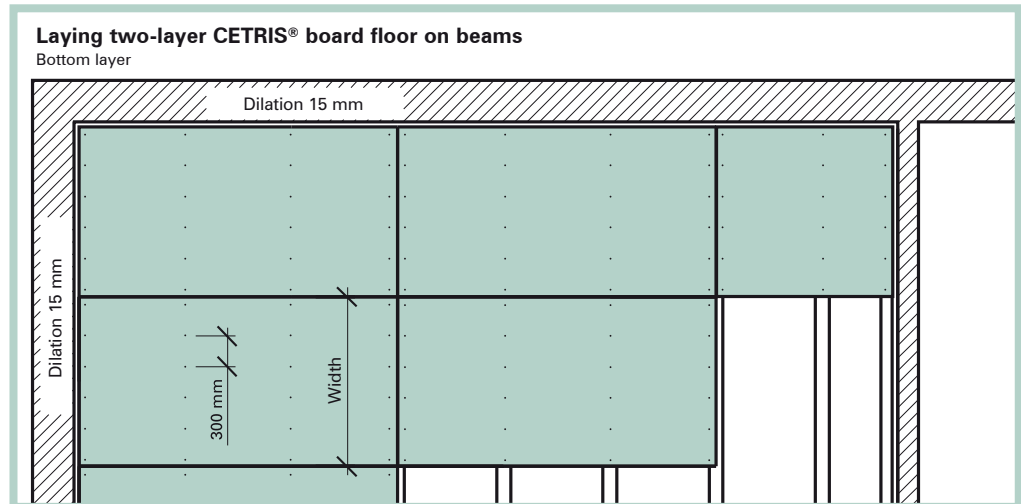 Laying two-layer CETRIS® board floor on beams
Bottom layer
Dilation 15 mm
Dilation 15 mm
300 mm
Width